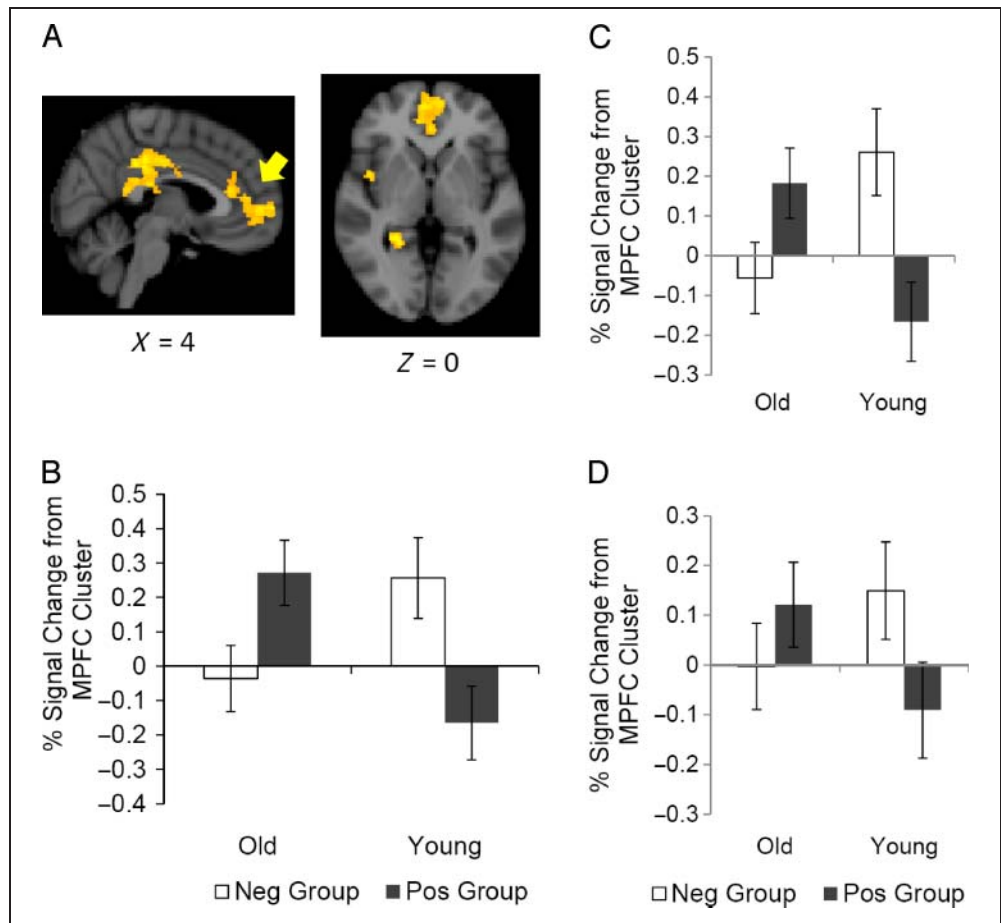 A
X = 4
Z = 0
B
% Signal Change from
MPFC Cluster
0.5
0.4
0.3
0.2
0.1
0
–0.1
–0.2
–0.3
–0.4
Old
Young
Neg Group
Pos Group
C
% Signal Change from
MPFC Cluster
0.5
0.4
0.3
0.2
0.1
0
–0.1
–0.2
–0.3
Old
Young
D
% Signal Change from
MPFC Cluster
0.3
0.2
0.1
0
–0.1
–0.2
–0.3
Old
Young
Neg Group
Pos Group